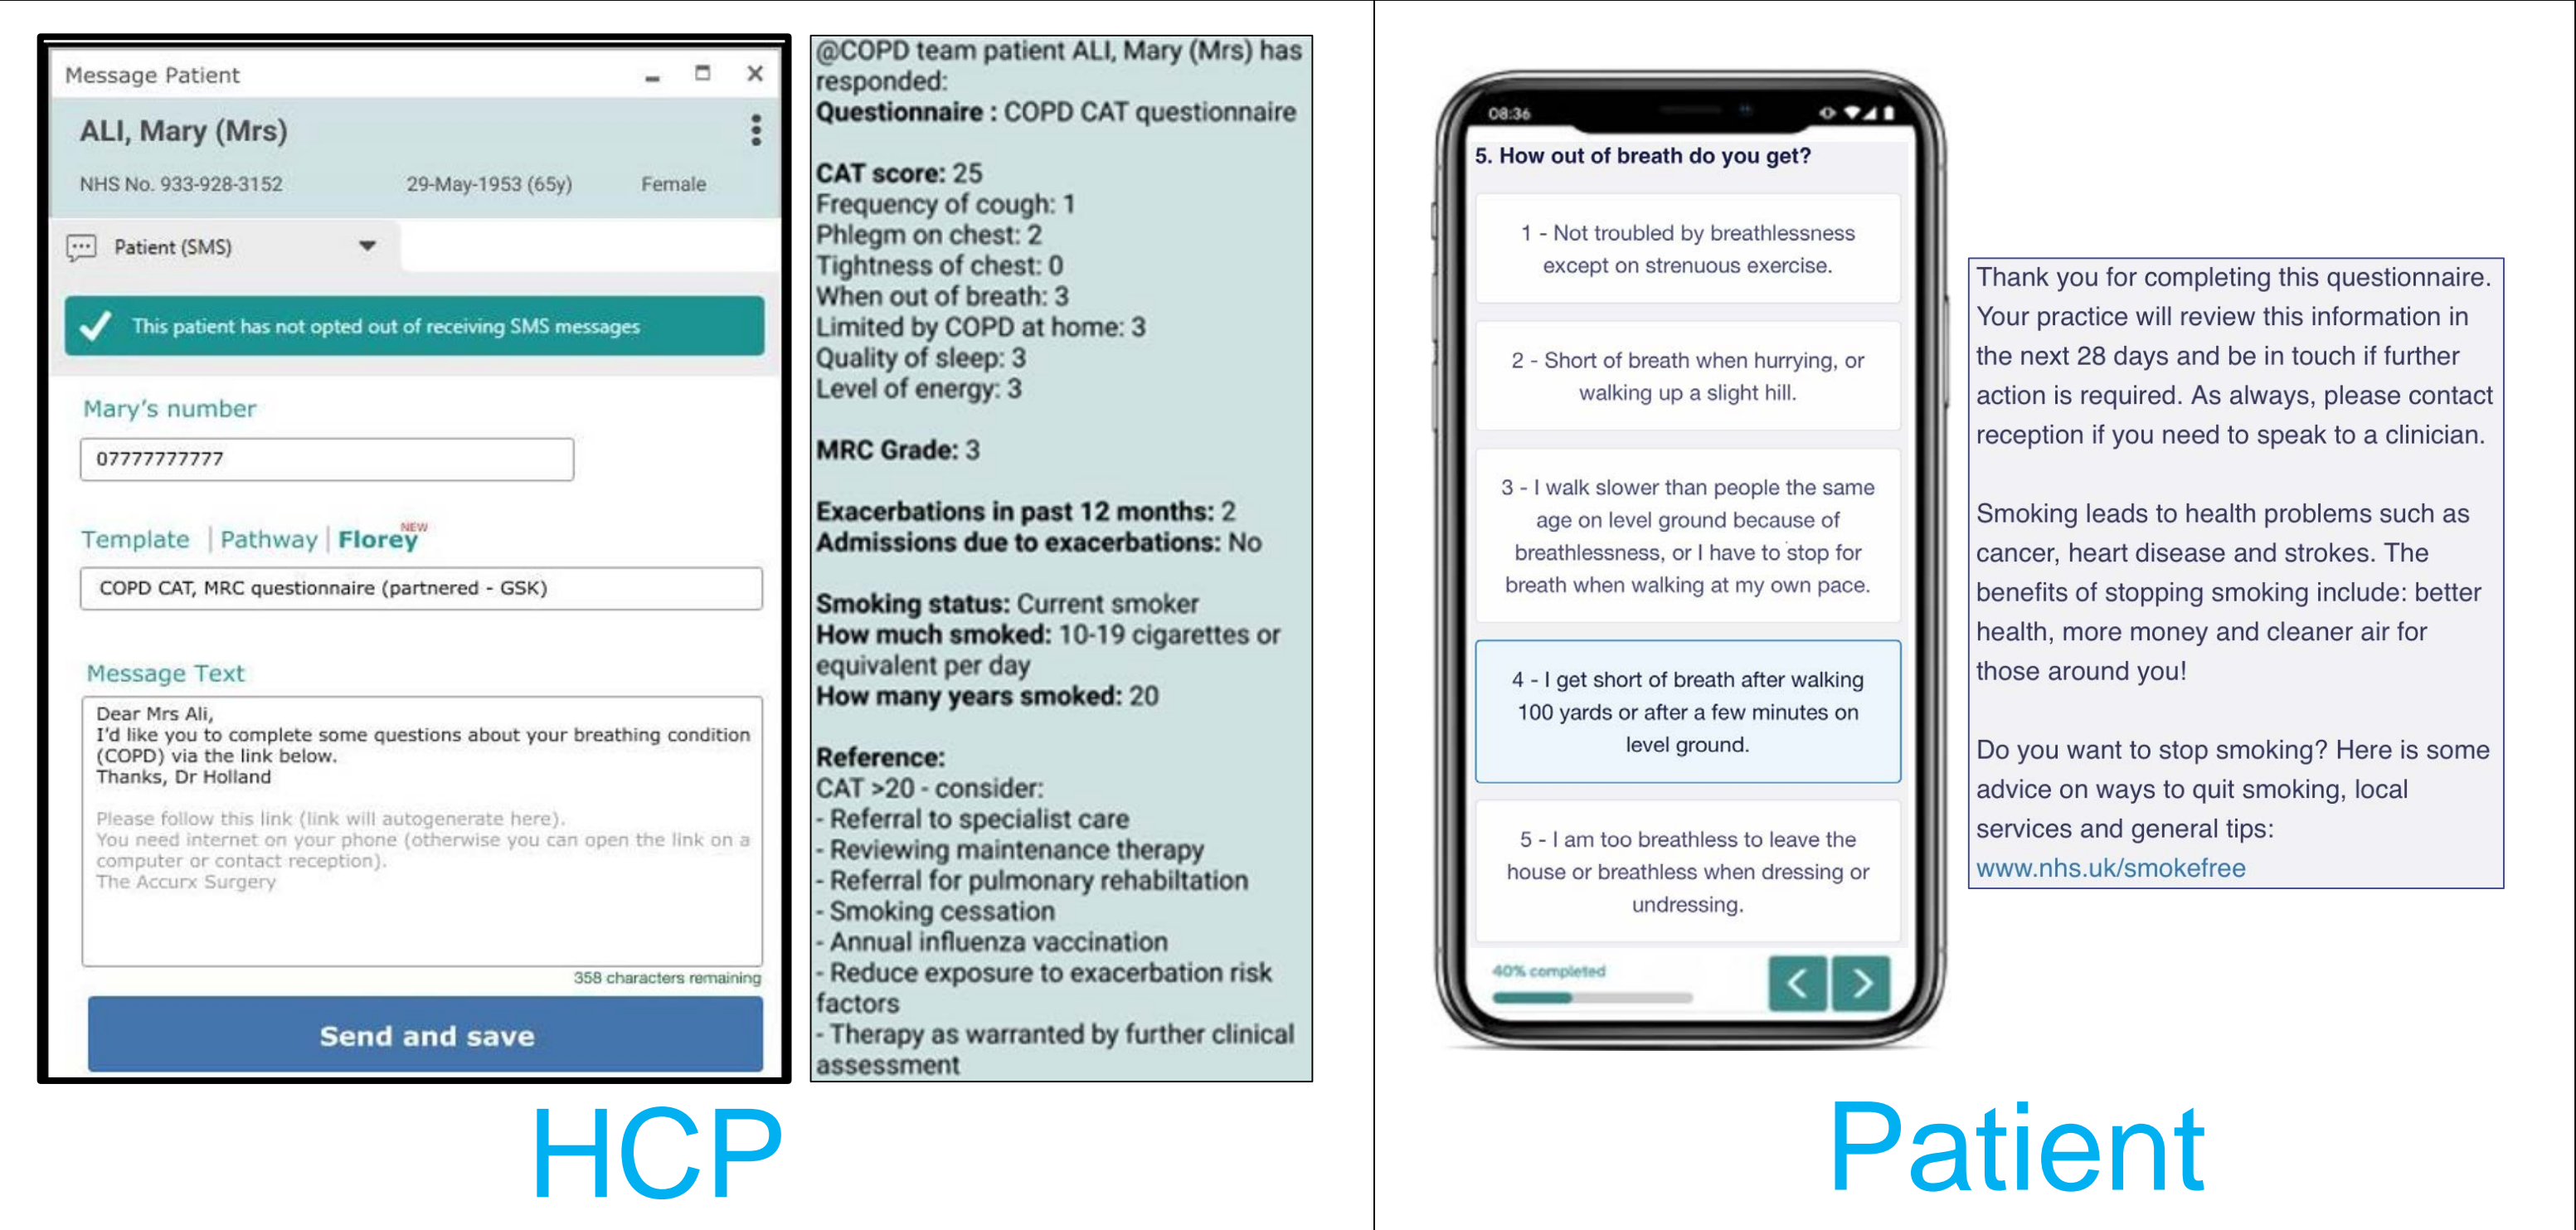 Message Patient
ALI, Mary (Mrs)
NHS No. 933-928-3152 29-May-1953 (65y) Female
Patient (SMS)
This patient has not opted out of receiving SMS messages
Mary's number
07777777777
Template | Pathway | Florey NEW
COPD CAT, MRC questionnaire (partnered - GSK)
Message Text
Dear Mrs Ali,
I'd like you to complete some questions about your breathing condition
(COPD) via the link below.
Thanks, Dr Holland
Please follow this link (link will autogenerate here).
You need internet on your phone (otherwise you can open the link on a
computer or contact reception).
The Accurx Surgery
358 characters remaining
Send and save
@COPD team patient ALI, Mary (Mrs) has
responded:
Questionnaire : COPD CAT questionnaire
CAT score: 25
Frequency of cough: 1
Phlegm on chest: 2
Tightness of chest: 0
When out of breath: 3
Limited by COPD at home: 3
Quality of sleep: 3
Level of energy: 3
MRC Grade: 3
Exacerbations in past 12 months: 2
Admissions due to exacerbations: No
Smoking status: Current smoker
How much smoked: 10-19 cigarettes or
equivalent per day
How many years smoked: 20
Reference:
CAT >20 - consider:
- Referral to specialist care
- Reviewing maintenance therapy
- Referral for pulmonary rehabiltation
- Smoking cessation
- Annual influenza vaccination
- Reduce exposure to exacerbation risk
factors
- Therapy as warranted by further clinical
assessment
HCP
08:36
5. How out of breath do you get?
1 - Not troubled by breathlessness
except on strenuous exercise.
2 - Short of breath when hurrying, or
walking up a slight hill.
3 - I walk slower than people the same
age on level ground because of
breathlessness, or I have to stop for
breath when walking at my own pace.
4 - I get short of breath after walking
100 yards or after a few minutes on
level ground.
5 - I am too breathless to leave the
house or breathless when dressing or
undressing.
40% completed
Thank you for completing this questionnaire.
Your practice will review this information in
the next 28 days and be in touch if further
action is required. As always, please contact
reception if you need to speak to a clinician.
Smoking leads to health problems such as
cancer, heart disease and strokes. The
benefits of stopping smoking include: better
health, more money and cleaner air for
those around you!
Do you want to stop smoking? Here is some
advice on ways to quit smoking, local
services and general tips:
www.nhs.uk/smokefree
Patient